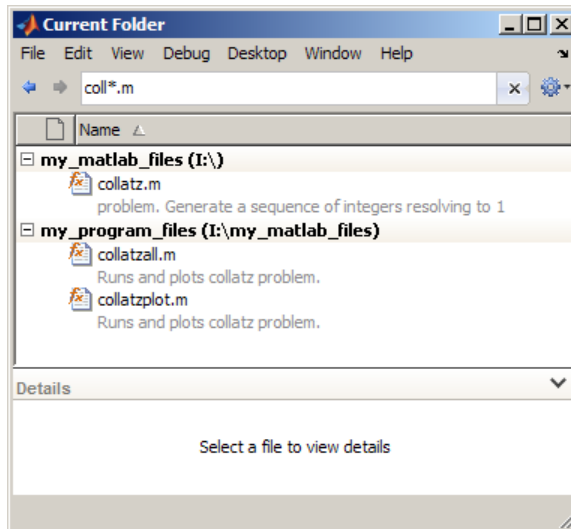 Current Folder
File Edit View Debug Desktop Window Help
coll*.m
Name
my_matlab_files (I:\)
collatz.m
problem. Generate a sequence of integers resolving to 1
my_program_files (I:\my_matlab_files)
collatzall.m
Runs and plots collatz problem.
collatzplot.m
Runs and plots collatz problem.
Details
Select a file to view details